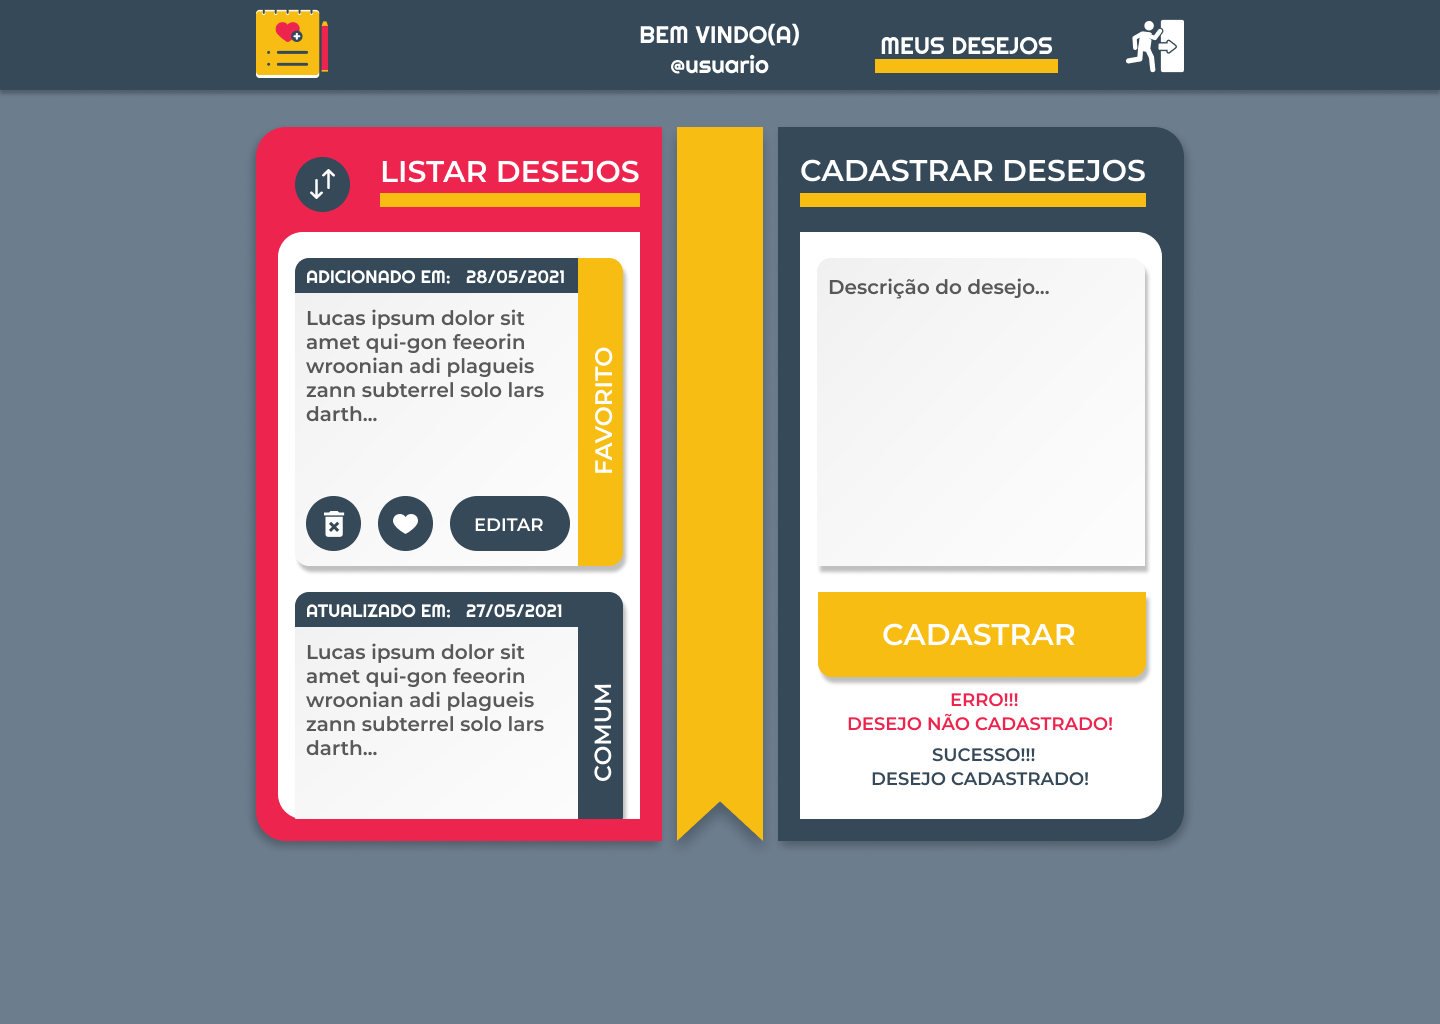 BEM VINDO(A)
@usuario
MEUS DESEJOS
LISTAR DESEJOS
ADICIONADO EM: 28/05/2021
Lucas ipsum dolor sit
amet qui-gon feeorin
wroonian adi plagueis
zann subterrel solo lars
darth...
FAVORITO
EDITAR
ATUALIZADO EM: 27/05/2021
Lucas ipsum dolor sit
amet qui-gon feeorin
wroonian adi plagueis
zann subterrel solo lars
darth...
COMUM
CADASTRAR DESEJOS
Descrição do desejo...
CADASTRAR
ERRO!!!
DESEJO NÃO CADASTRADO!
SUCESSO!!!
DESEJO CADASTRADO!